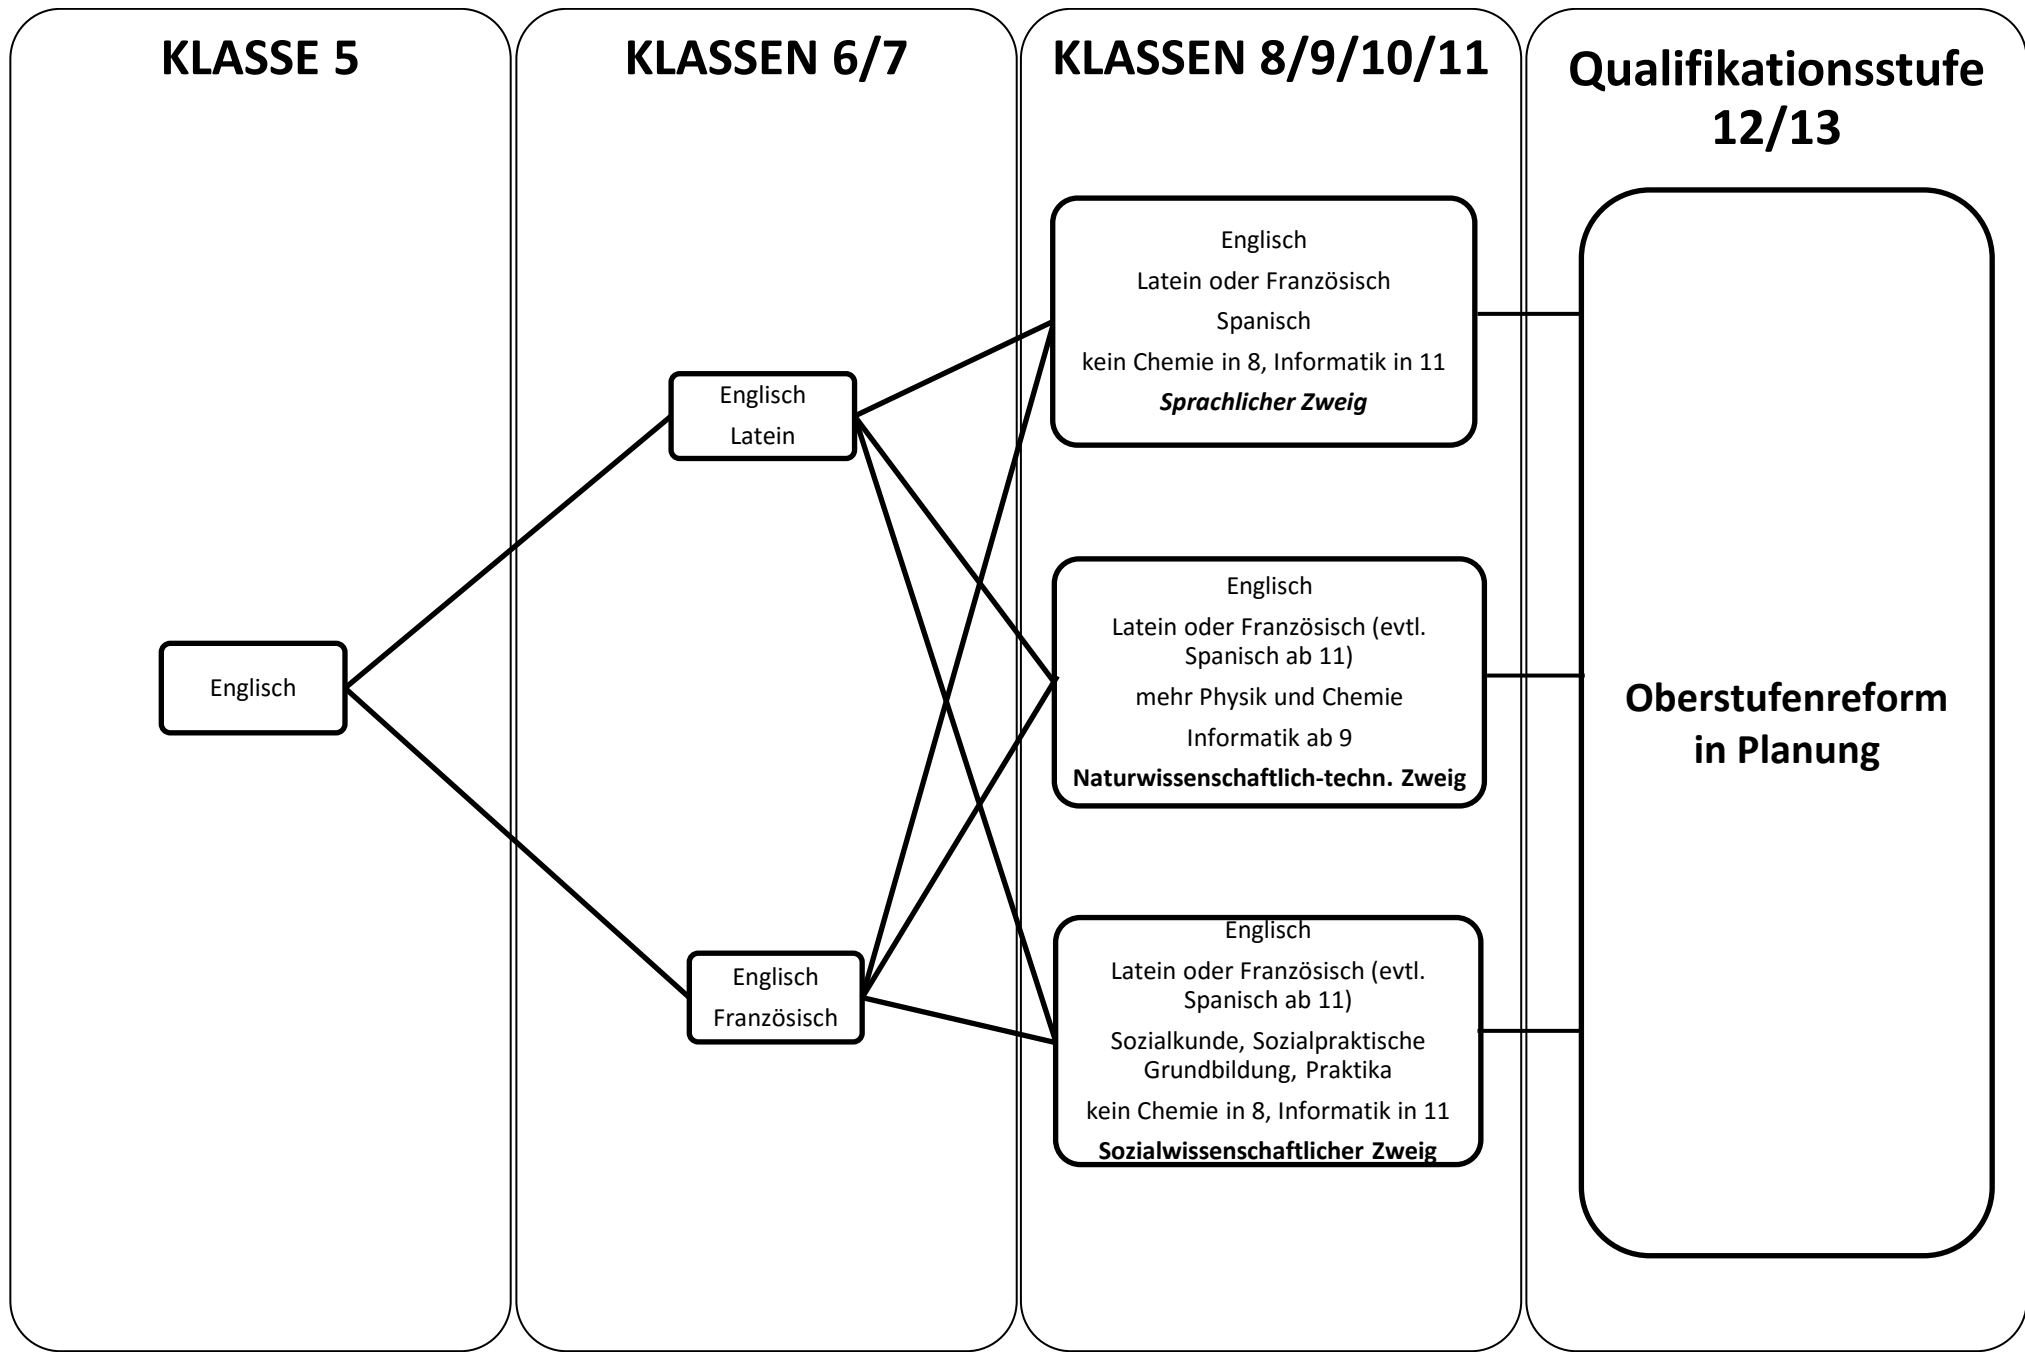 KLASSE 5
Englisch
KLASSEN 6/7
Englisch
Latein
Englisch
Französisch
KLASSEN 8/9/10/11
Englisch
Latein oder Französisch
Spanisch
kein Chemie in 8, Informatik in 11
Sprachlicher Zweig
Englisch
Latein oder Französisch (evtl.
Spanisch ab 11)
mehr Physik und Chemie
Informatik ab 9
Naturwissenschaftlich-techn. Zweig
Englisch
Latein oder Französisch (evtl.
Spanisch ab 11)
Sozialkunde, Sozialpraktische
Grundbildung, Praktika
kein Chemie in 8, Informatik in 11
Sozialwissenschaftlicher Zweig
Qualifikationsstufe
12/13
Oberstufenreform
in Planung